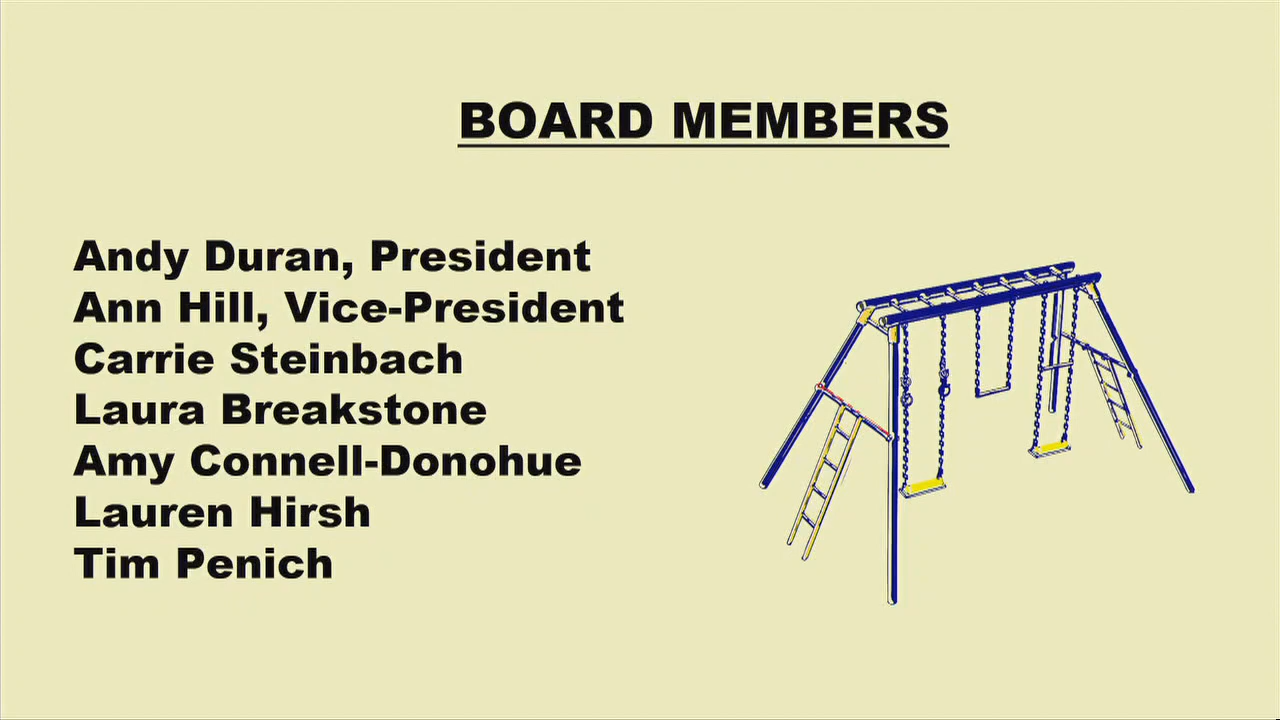 BOARD MEMBERS
Andy Duran, President
Ann Hill, Vice-President
Carrie Steinbach
Laura Breakstone
Amy Connell-Donohue
Lauren Hirsh
Tim Penich